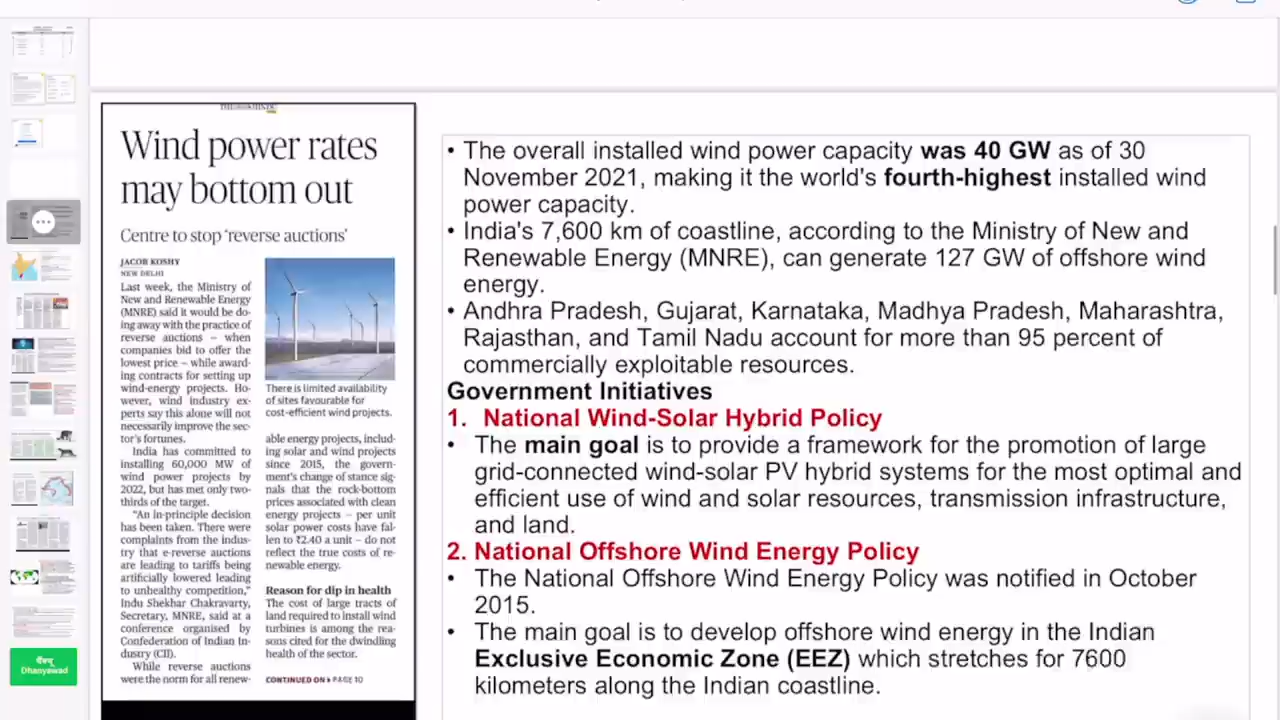 THE HINDU
Wind power rates
may bottom out
Centre to stop 'reverse auctions'
JACOB KOSHY
NEW DELHI
Last week, the Ministry of
New and Renewable Energy
(MNRE) said it would be do-
ing away with the practice of
reverse auctions – when
companies bid to offer the
lowest price – while award-
ing contracts for setting up
wind-energy projects. Ho-
wever, wind industry ex-
perts say this alone will not
necessarily improve the sec-
tor's fortunes.
India has committed to
installing 60,000 MW of
wind power projects by
2022, but has met only two-
thirds of the target.
"An in-principle decision
has been taken. There were
complaints from the indus-
try that e-reverse auctions
are leading to tariffs being
artificially lowered leading
to unhealthy competition,"
Indu Shekhar Chakravarty,
Secretary, MNRE, said at a
conference organised by
Confederation of Indian In-
dustry (CII).
While reverse auctions
were the norm for all renew-
There is limited availability
of sites favourable for
cost-efficient wind projects.
able energy projects, includ-
ing solar and wind projects
since 2015, the govern-
ment's change of stance sig-
nals that the rock-bottom
prices associated with clean
energy projects – per unit
solar power costs have fal-
len to ₹2.40 a unit – do not
reflect the true costs of re-
newable energy.
Reason for dip in health
The cost of large tracts of
land required to install wind
turbines is among the rea-
sons cited for the dwindling
health of the sector.
CONTINUED ON ▸ PAGE 10
• The overall installed wind power capacity was 40 GW as of 30
November 2021, making it the world's fourth-highest installed wind
power capacity.
• India's 7,600 km of coastline, according to the Ministry of New and
Renewable Energy (MNRE), can generate 127 GW of offshore wind
energy.
• Andhra Pradesh, Gujarat, Karnataka, Madhya Pradesh, Maharashtra,
Rajasthan, and Tamil Nadu account for more than 95 percent of
commercially exploitable resources.
Government Initiatives
1. National Wind-Solar Hybrid Policy
• The main goal is to provide a framework for the promotion of large
grid-connected wind-solar PV hybrid systems for the most optimal and
efficient use of wind and solar resources, transmission infrastructure,
and land.
2. National Offshore Wind Energy Policy
• The National Offshore Wind Energy Policy was notified in October
2015.
• The main goal is to develop offshore wind energy in the Indian
Exclusive Economic Zone (EEZ) which stretches for 7600
kilometers along the Indian coastline.
Dhanyawad